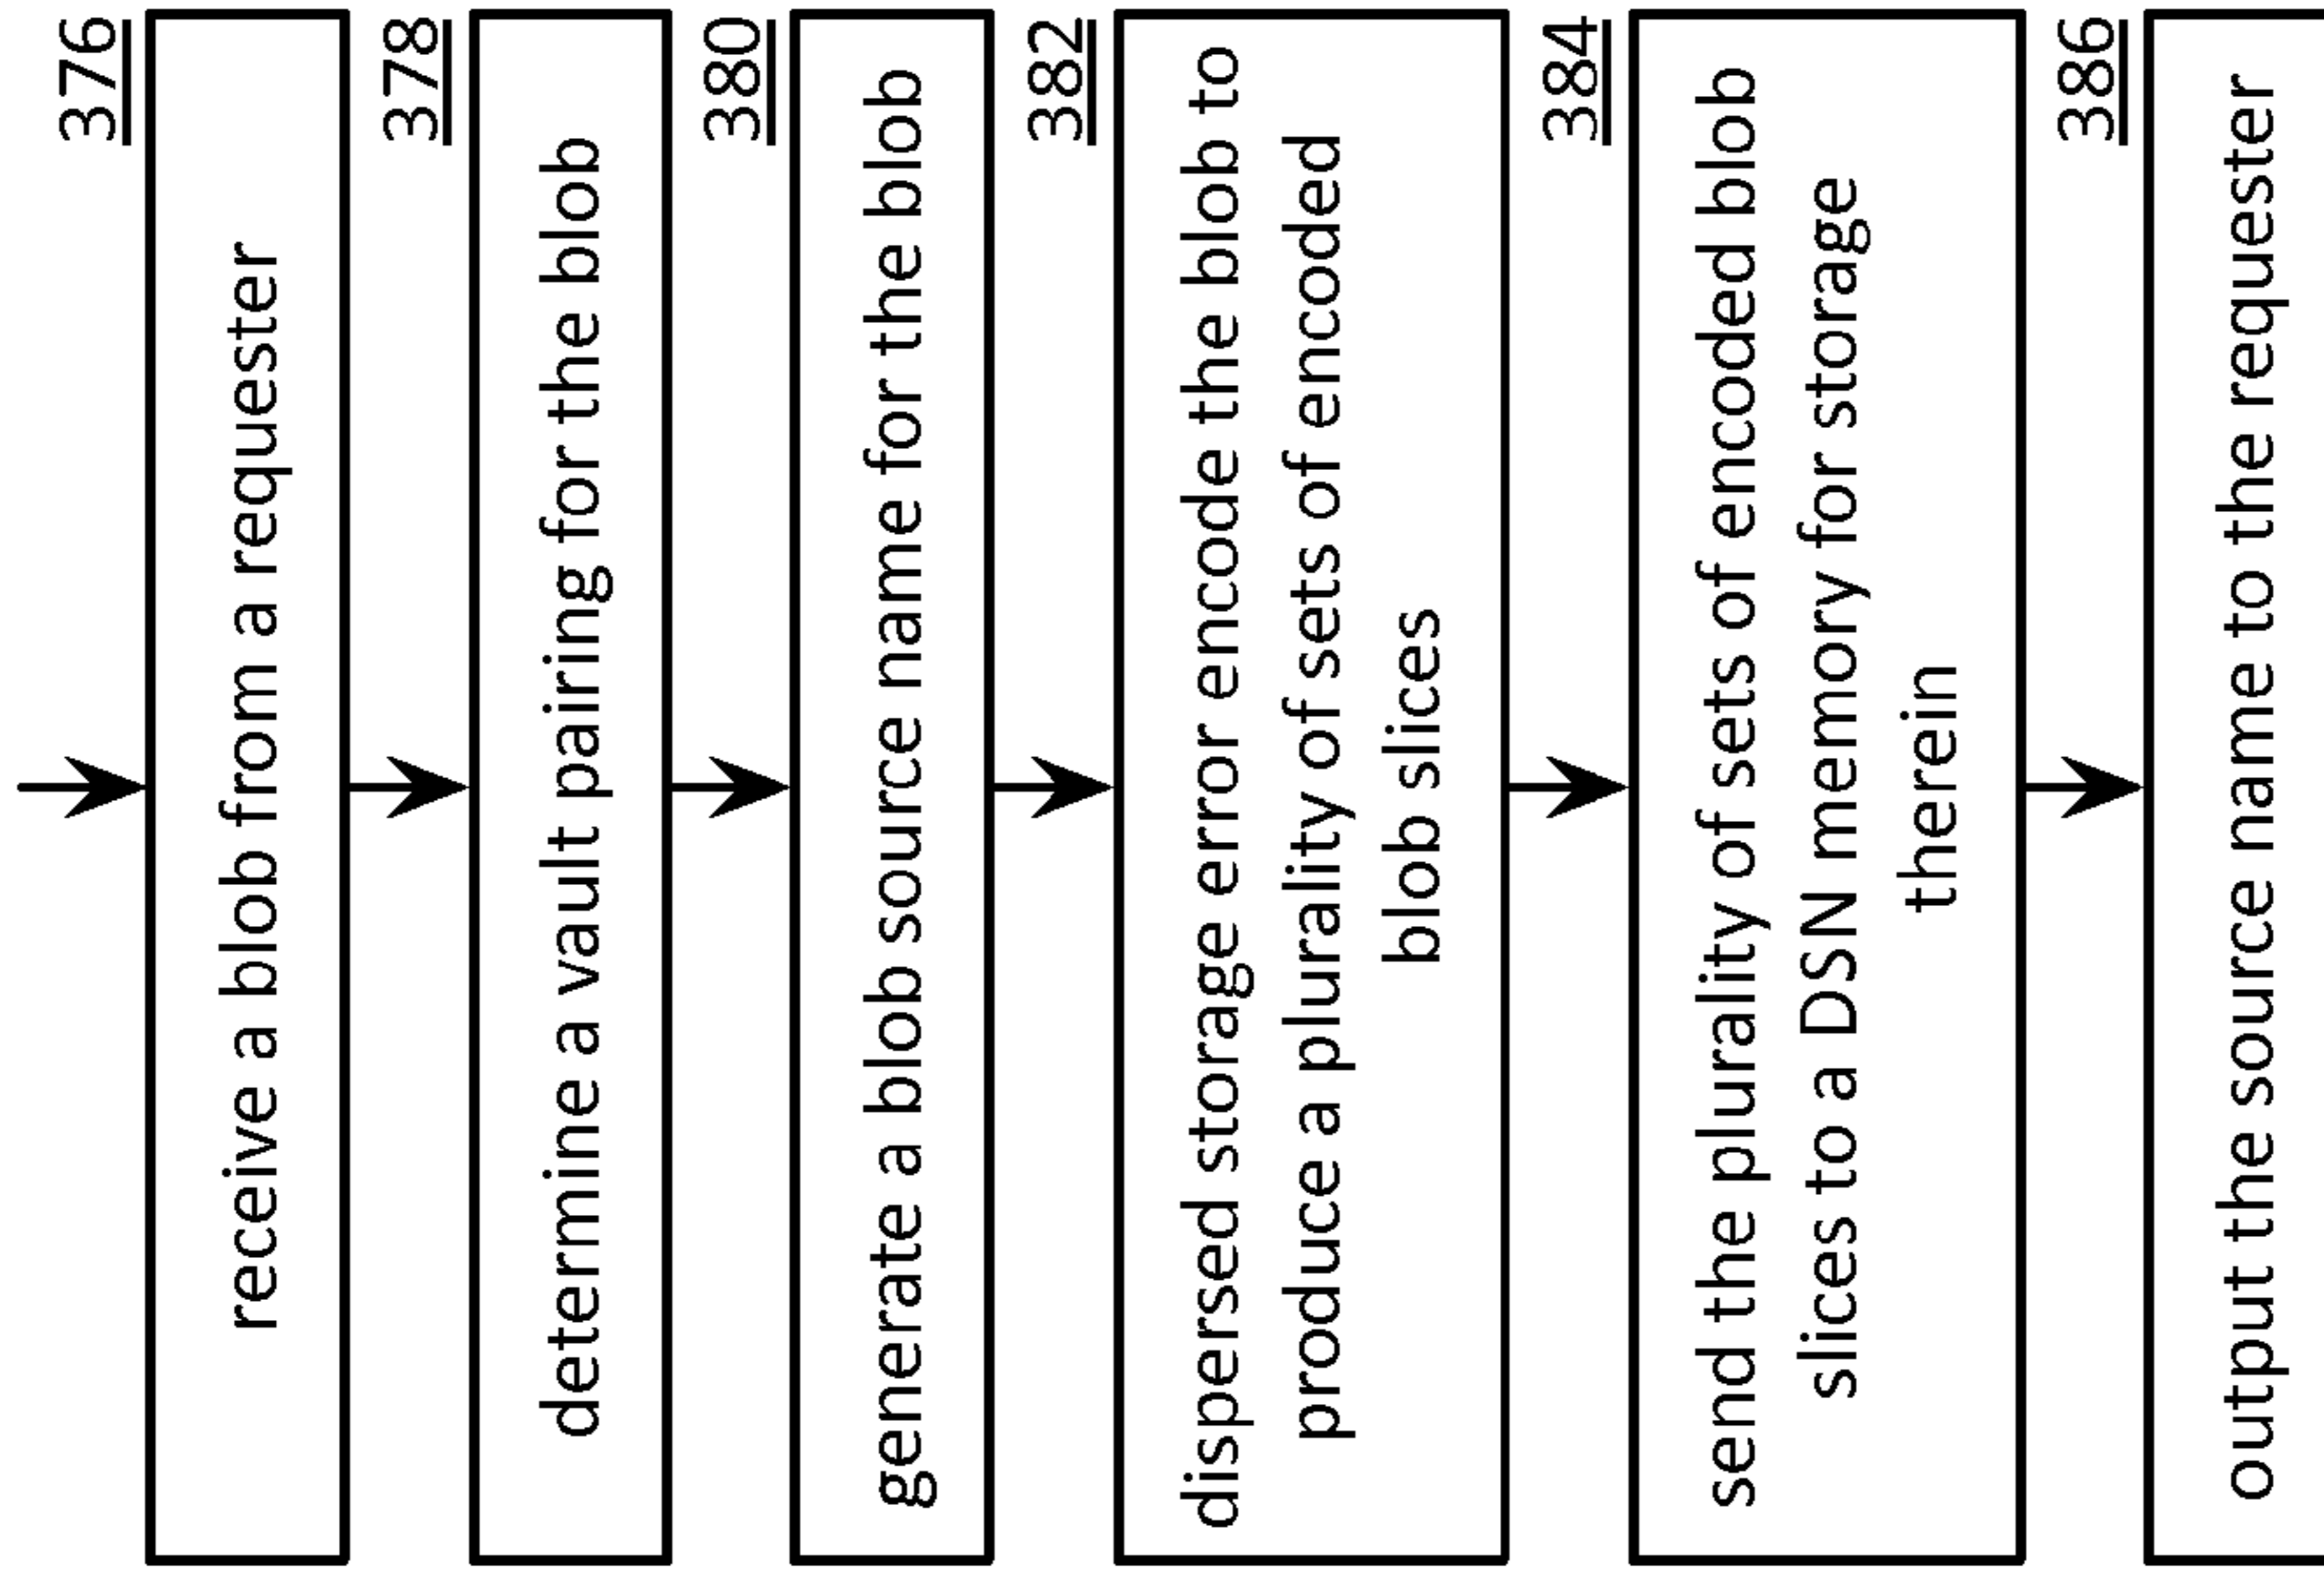 376
receive a blob from a requester
378
determine a vault pairing for the blob
380
generate a blob source name for the blob
382
dispersed storage error encode the blob to
produce a plurality of sets of encoded
blob slices
384
send the plurality of sets of encoded blob
slices to a DSN memory for storage
therein
386
output the source name to the requester